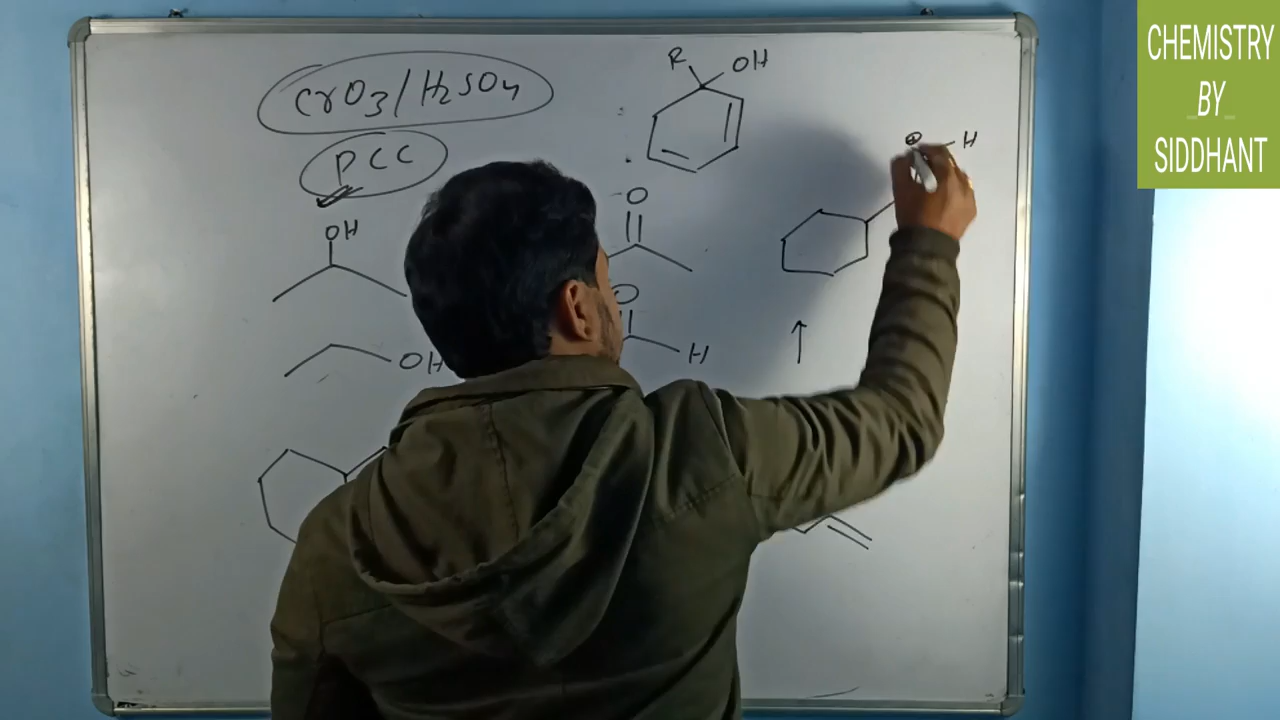 CrO3/H2SO4
PCC
OH
OH
R
OH
O
O
H
⊕
H
CHEMISTRY
BY
SIDDHANT